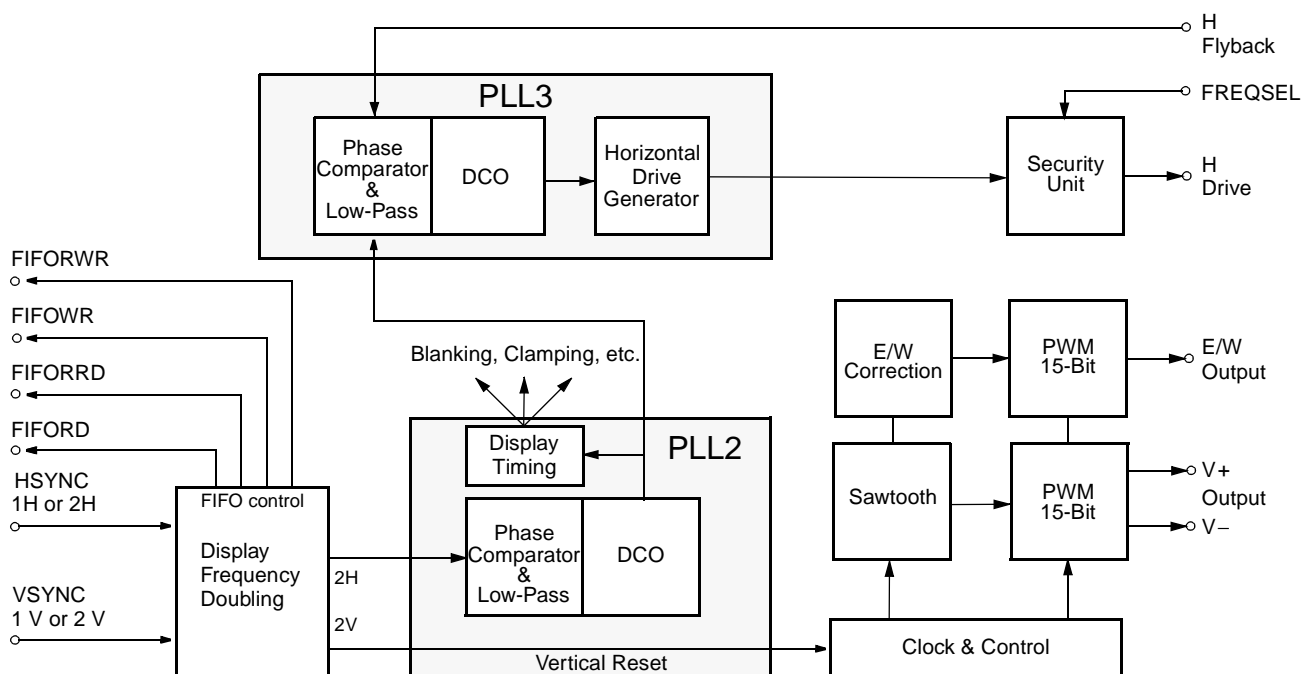 H
Flyback
PLL3
FREQSEL
Phase
Comparator
&
Low-Pass
DCO
Horizontal
Drive
Generator
Security
Unit
H
Drive
FIFORWR
FIFOWR
FIFORRD
FIFORD
HSYNC
1H or 2H
VSYNC
1 V or 2 V
FIFO control
Display
Frequency
Doubling
2H
2V
Blanking, Clamping, etc.
Display
Timing
PLL2
Phase
Comparator
&
Low-Pass
DCO
Vertical Reset
E/W
Correction
PWM
15-Bit
E/W
Output
Sawtooth
PWM
15-Bit
V+
Output
V–
Clock & Control